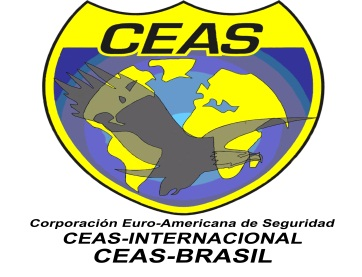 CEAS
Corporación Euro-Americana de Seguridad
CEAS-INTERNACIONAL
CEAS-BRASIL